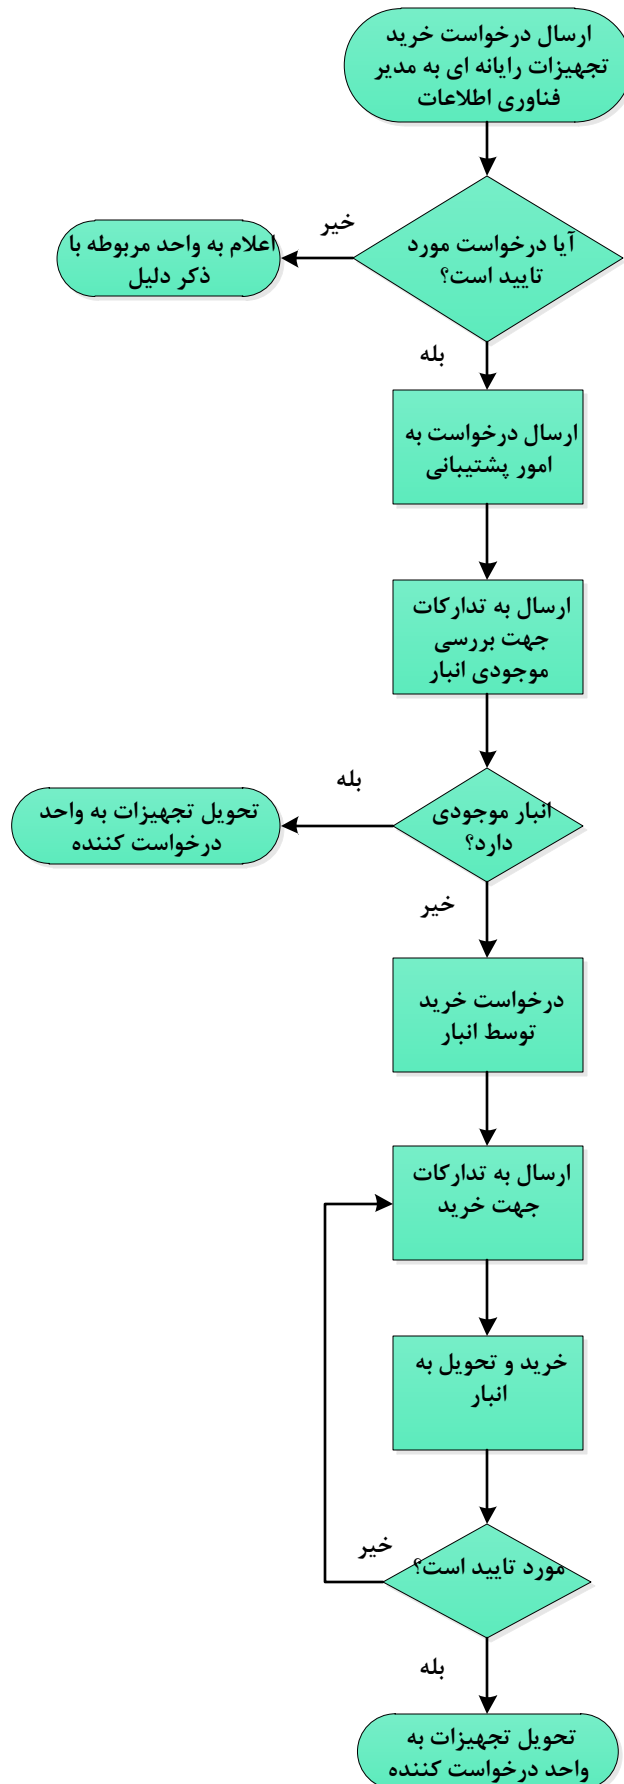 ارسال درخواست خرید
تجهیزات رایانه ای به مدیر
فناوری اطلاعات
آیا درخواست مورد
تایید است؟
خیر
اعلام به واحد مربوطه با
ذکر دلیل
بله
ارسال درخواست به
امور پشتیبانی
ارسال به تدارکات
جهت بررسی
موجودی انبار
انبار موجودی
دارد؟
بله
تحویل تجهیزات به واحد
درخواست کننده
خیر
درخواست خرید
توسط انبار
ارسال به تدارکات
جهت خرید
خرید و تحویل به
انبار
مورد تایید است؟
خیر
بله
تحویل تجهیزات به
واحد درخواست کننده